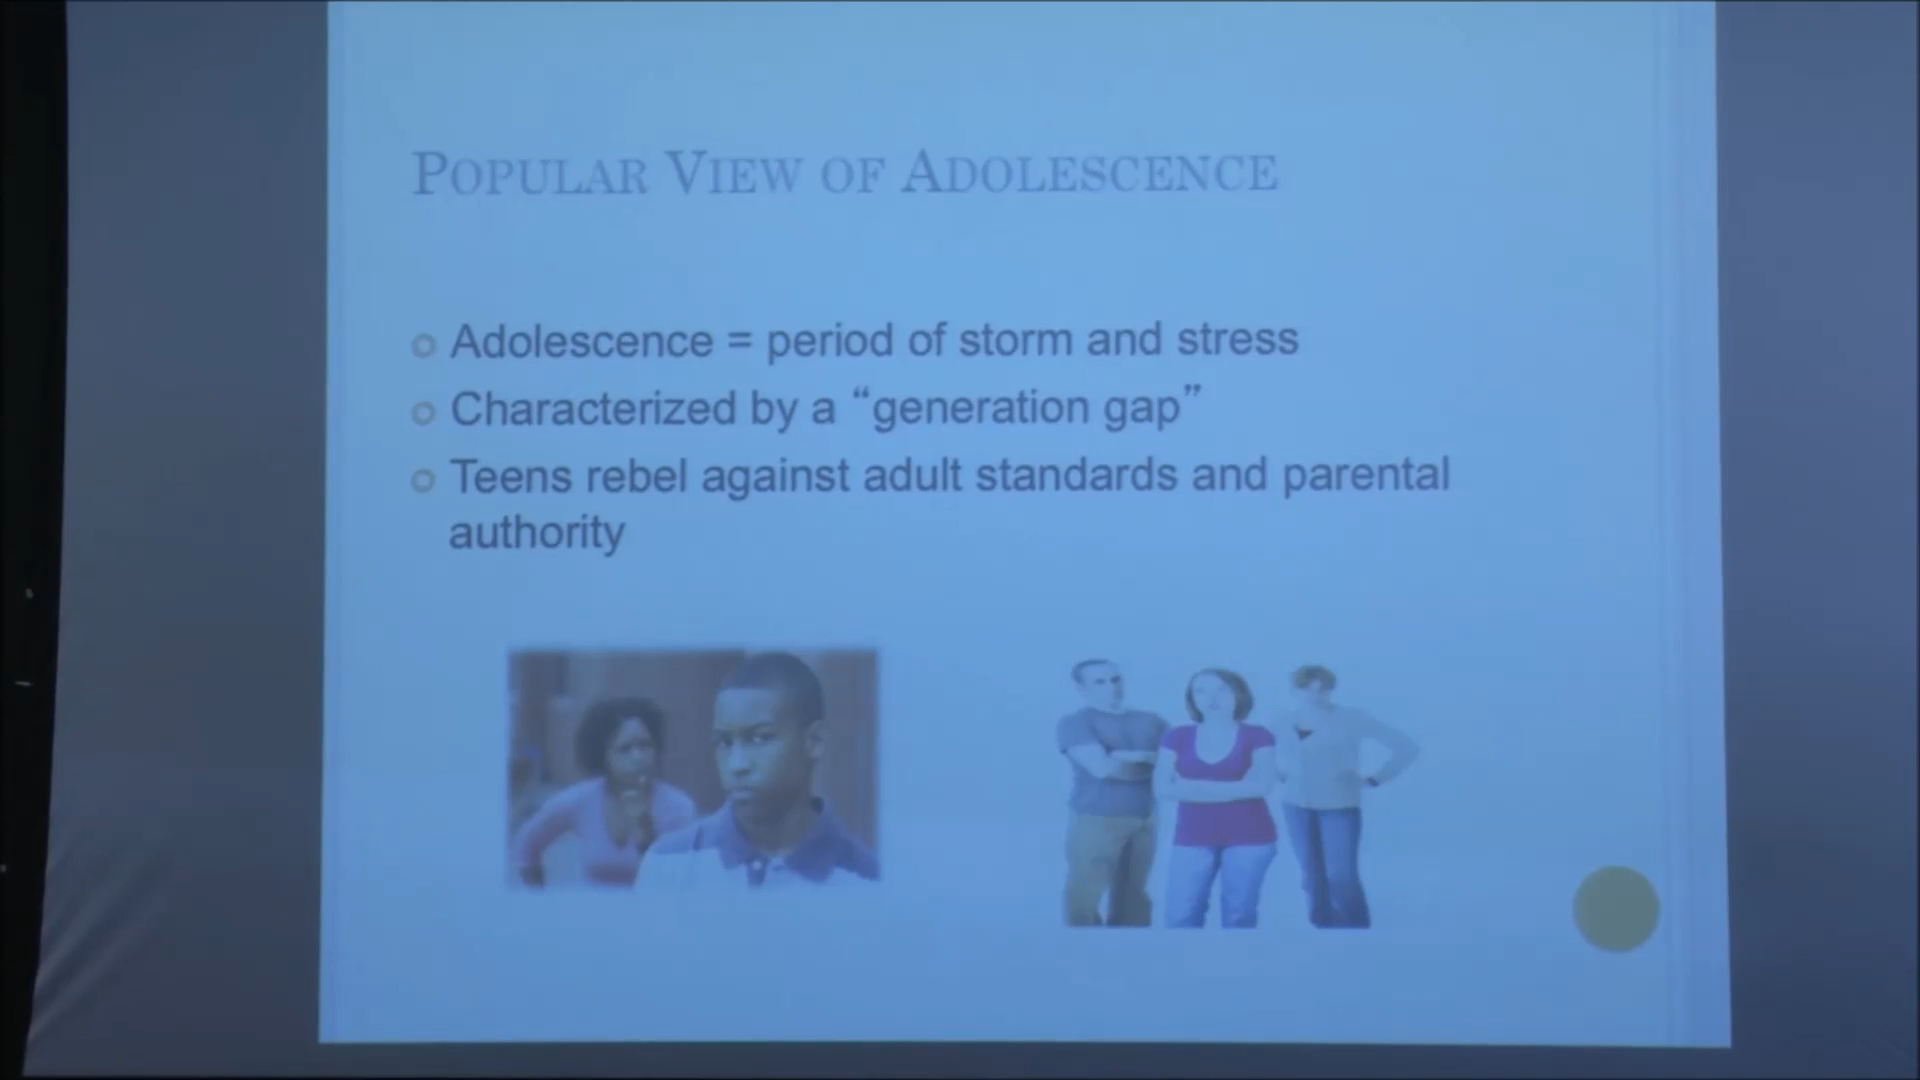 POPULAR VIEW OF ADOLESCENCE
Adolescence = period of storm and stress
Characterized by a “generation gap”
Teens rebel against adult standards and parental
authority